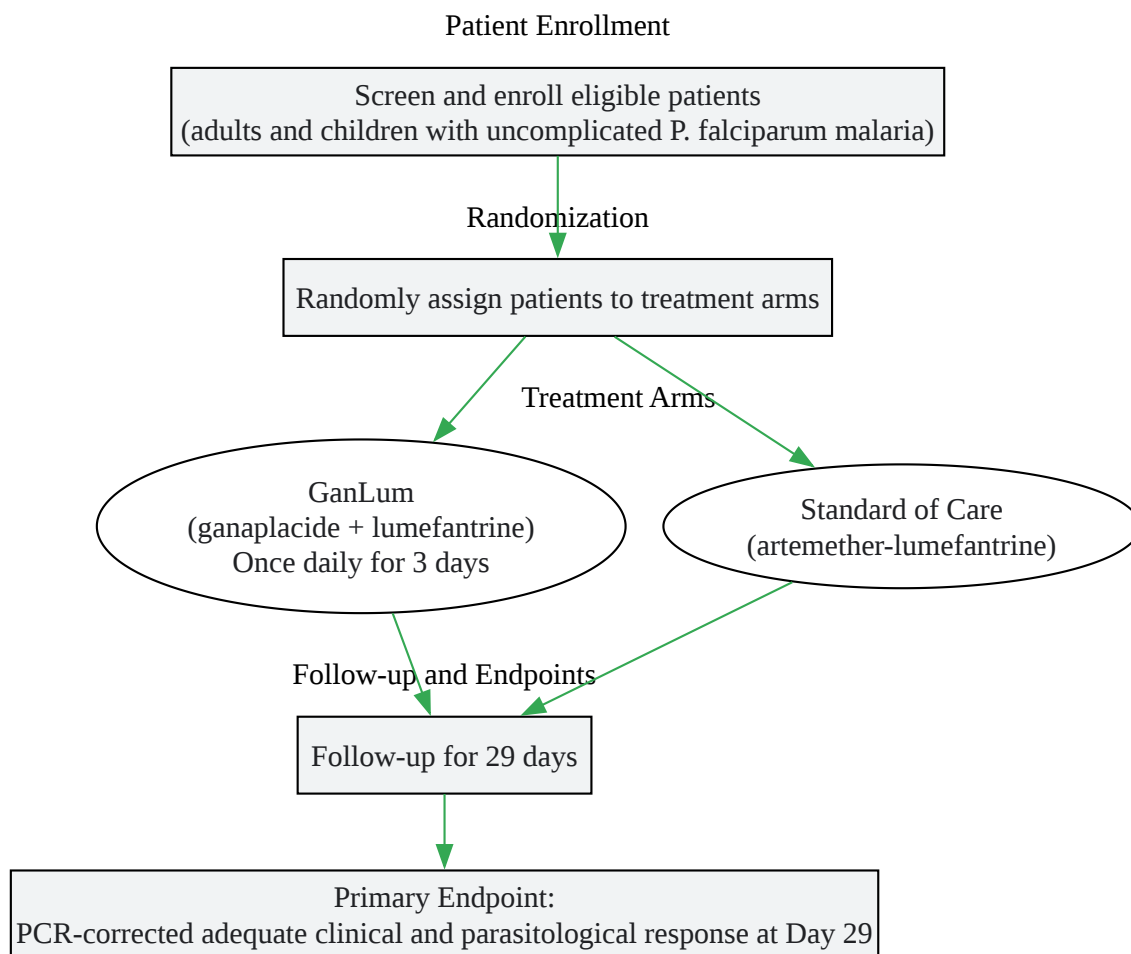 Patient Enrollment
Screen and enroll eligible patients
(adults and children with uncomplicated P. falciparum malaria)
Randomization
Randomly assign patients to treatment arms
Treatment Arms
GanLum
(ganaplacide + lumefantrine)
Once daily for 3 days
Standard of Care
(artemether-lumefantrine)
Follow-up and Endpoints
Follow-up for 29 days
Primary Endpoint:
PCR-corrected adequate clinical and parasitological response at Day 29